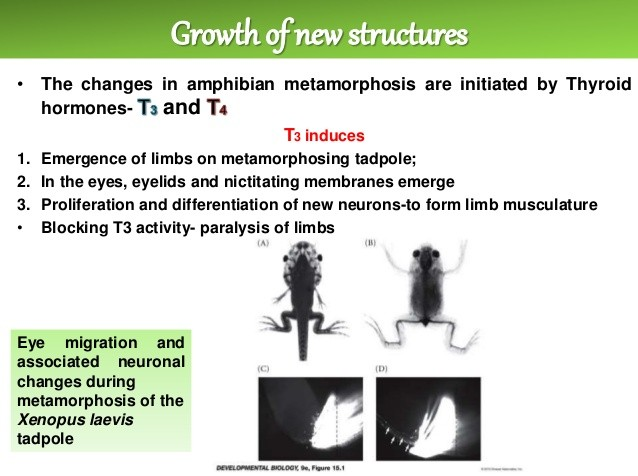 Growth of new structures
• The changes in amphibian metamorphosis are initiated by Thyroid
hormones- T3 and T4
T3 induces
1. Emergence of limbs on metamorphosing tadpole;
2. In the eyes, eyelids and nictitating membranes emerge
3. Proliferation and differentiation of new neurons-to form limb musculature
• Blocking T3 activity- paralysis of limbs
(A) (B)
Eye migration and
associated neuronal
changes during
metamorphosis of the
Xenopus laevis
tadpole
(C) (D)
DEVELOPMENTAL BIOLOGY, 9e, Figure 15.1